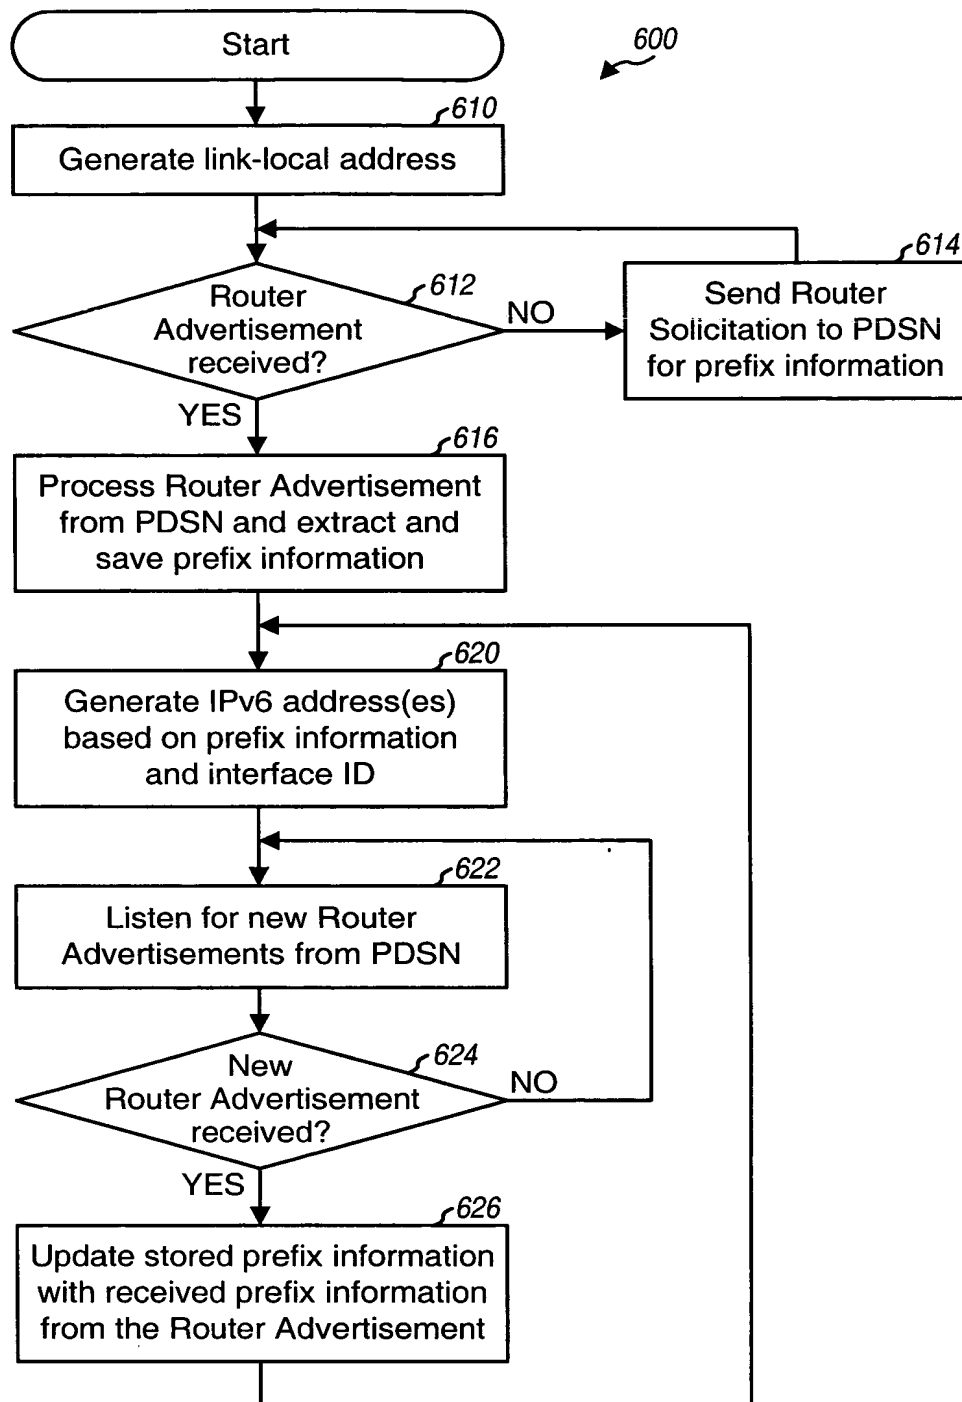 Start
600
610
Generate link-local address
612
Router
Advertisement
received?
NO
614
Send Router
Solicitation to PDSN
for prefix information
YES
616
Process Router Advertisement
from PDSN and extract and
save prefix information
620
Generate IPv6 address(es)
based on prefix information
and interface ID
622
Listen for new Router
Advertisements from PDSN
624
New
Router Advertisement
received?
NO
YES
626
Update stored prefix information
with received prefix information
from the Router Advertisement